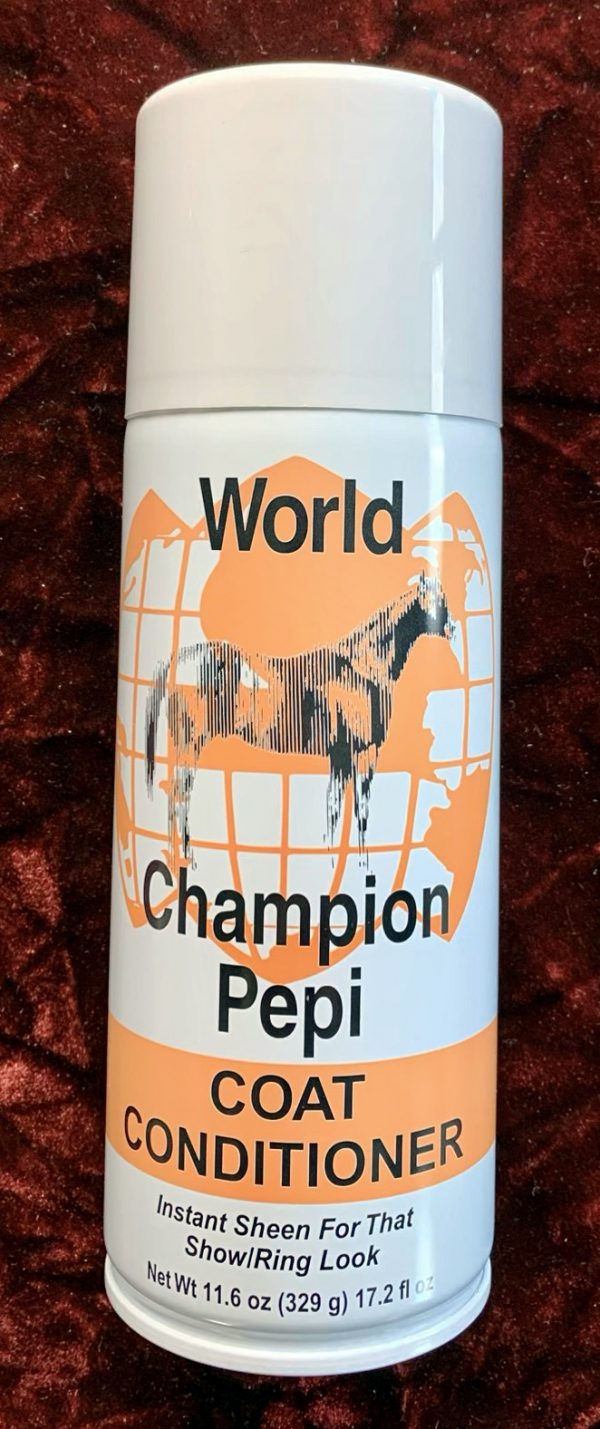 World
Champion
Pepi
COAT
CONDITIONER
Instant Sheen For That
Show/Ring Look
Net Wt 11.6 oz (329 g) 17.2 fl oz